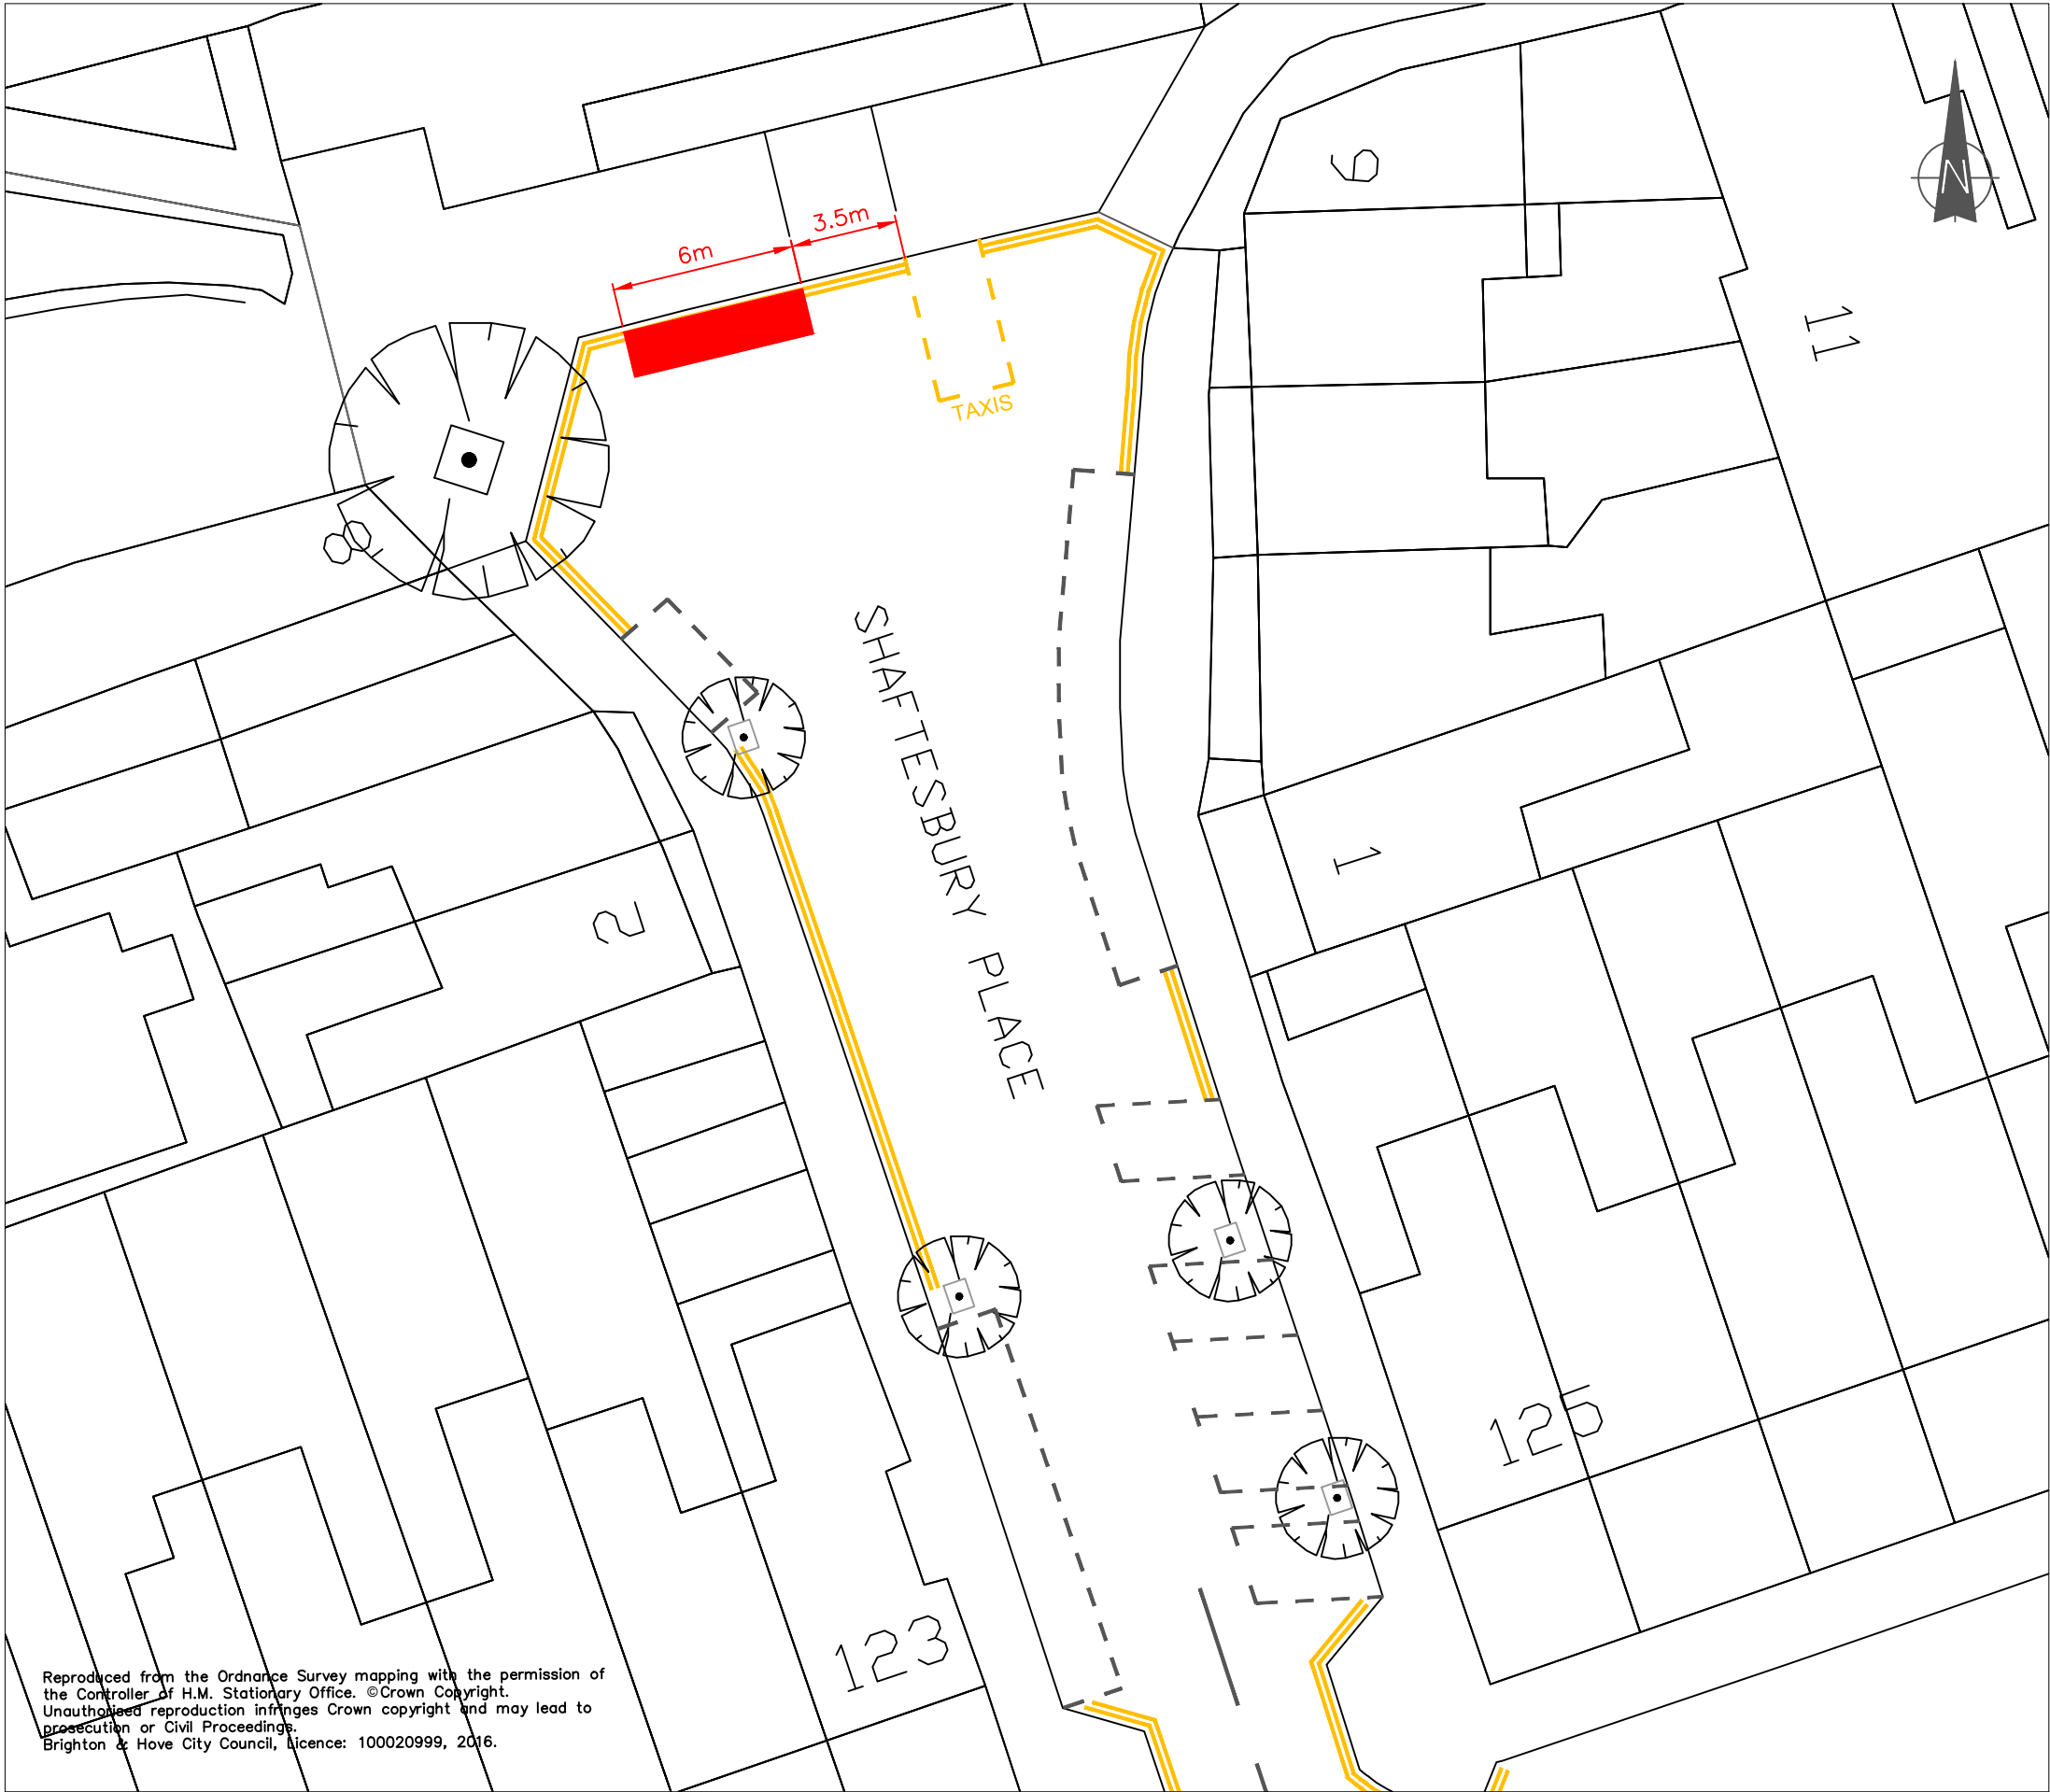 N
9
3.5m
6m
11
TAXIS
8
SHAFTESBURY PLACE
1
2
125
123
Reproduced from the Ordnance Survey mapping with the permission of
the Controller of H.M. Stationary Office. ©Crown Copyright.
Unauthorised reproduction infringes Crown copyright and may lead to
prosecution or Civil Proceedings.
Brighton & Hove City Council, Licence: 100020999, 2016.